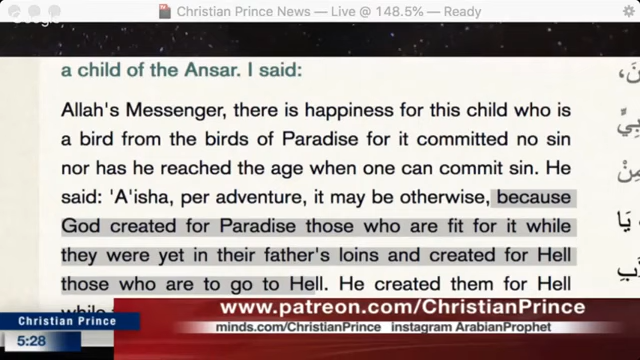 Christian Prince News — Live @ 148.5% — Ready
Google
a child of the Ansar. I said:
Allah's Messenger, there is happiness for this child who is
a bird from the birds of Paradise for it committed no sin
nor has he reached the age when one can commit sin. He
said: 'A'isha, per adventure, it may be otherwise, because
God created for Paradise those who are fit for it while
they were yet in their father's loins and created for Hell
those who are to go to Hell. He created them for Hell
while
www.patreon.com/ChristianPrince
minds.com/ChristianPrince instagram ArabianProphet
Christian Prince
5:28